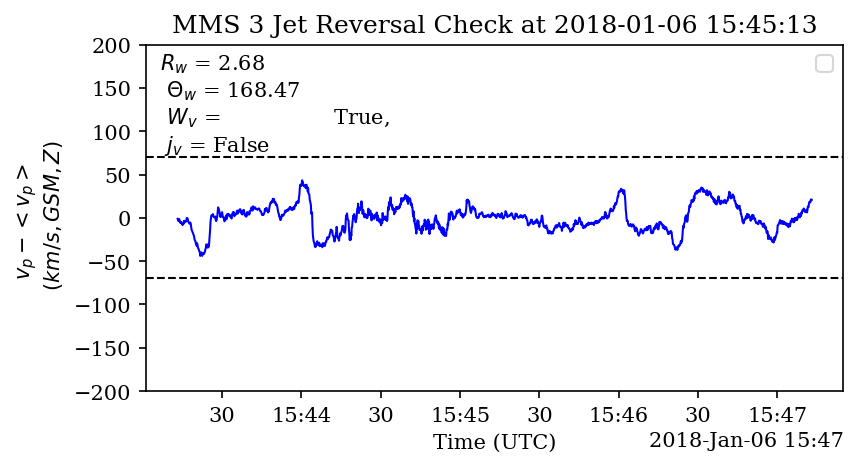 MMS 3 Jet Reversal Check at 2018-01-06 15:45:13
200
150
100
50
0
−50
−100
−150
−200
v_p − < v_p >
(km/s, GSM, Z)
R_w = 2.68
Θ_w = 168.47
W_v = True,
j_v = False
30 15:44 30 15:45 30 15:46 30 15:47
Time (UTC)
2018-Jan-06 15:47